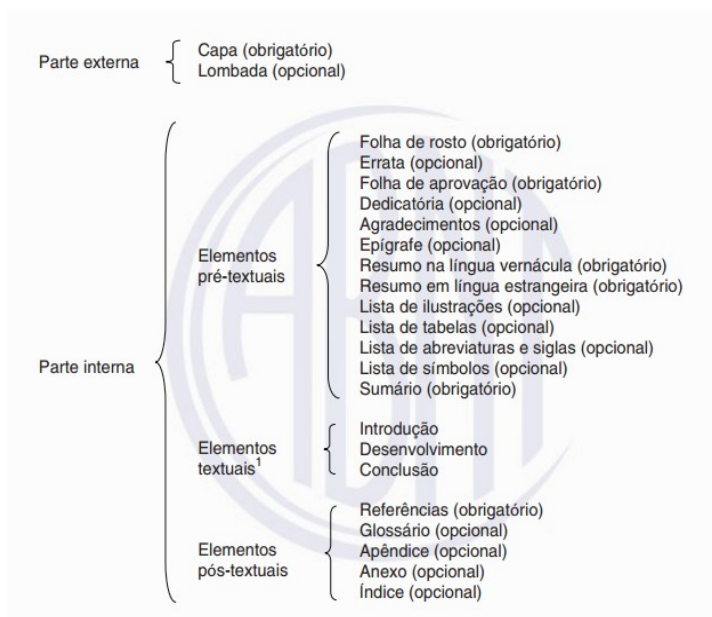 Parte externa
Capa (obrigatório)
Lombada (opcional)
Parte interna
Elementos
pré-textuais
Folha de rosto (obrigatório)
Errata (opcional)
Folha de aprovação (obrigatório)
Dedicatória (opcional)
Agradecimentos (opcional)
Epígrafe (opcional)
Resumo na língua vernácula (obrigatório)
Resumo em língua estrangeira (obrigatório)
Lista de ilustrações (opcional)
Lista de tabelas (opcional)
Lista de abreviaturas e siglas (opcional)
Lista de símbolos (opcional)
Sumário (obrigatório)
Elementos
textuais1
Introdução
Desenvolvimento
Conclusão
Elementos
pós-textuais
Referências (obrigatório)
Glossário (opcional)
Apêndice (opcional)
Anexo (opcional)
Índice (opcional)
ABNT